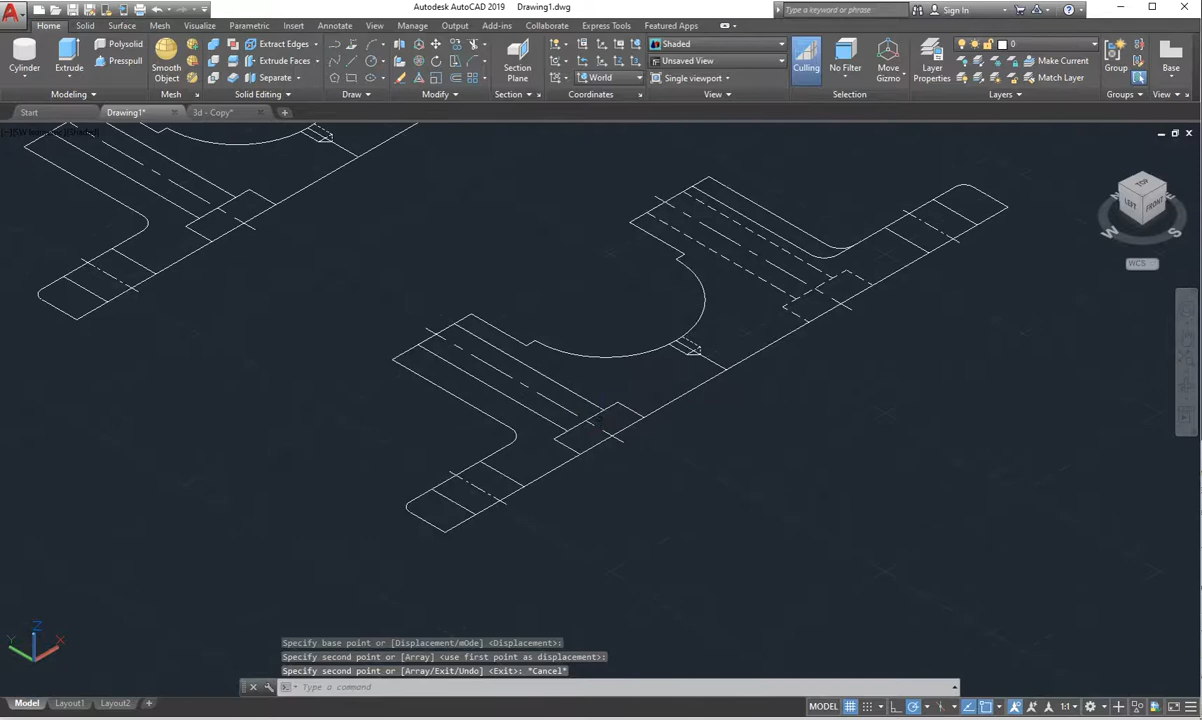 Autodesk AutoCAD 2019 Drawing1.dwg
Type a keyword or phrase
Sign In
Home Solid Surface Mesh Visualize Parametric Insert Annotate View Manage Output Add-ins Collaborate Express Tools Featured Apps
Cylinder
Extrude
Polysolid
Presspull
Smooth
Object
Extract Edges
Extrude Faces
Separate
Section
Plane
World
Shaded
Unsaved View
Single viewport
Culling
No Filter
Move
Gizmo
Layer
Properties
0
Make Current
Match Layer
Group
Base
Modeling
Mesh
Solid Editing
Draw
Modify
Section
Coordinates
View
Selection
Layers
Groups
View
Start
Drawing1*
3d - Copy*
TOP
LEFT
FRONT
W
S
WCS
Z
Y
X
Specify base point or [Displacement/mOde] <Displacement>:
Specify second point or [Array] <use first point as displacement>:
Specify second point or [Array/Exit/Undo] <Exit>: *Cancel*
Type a command
Model Layout1 Layout2
MODEL
1:1